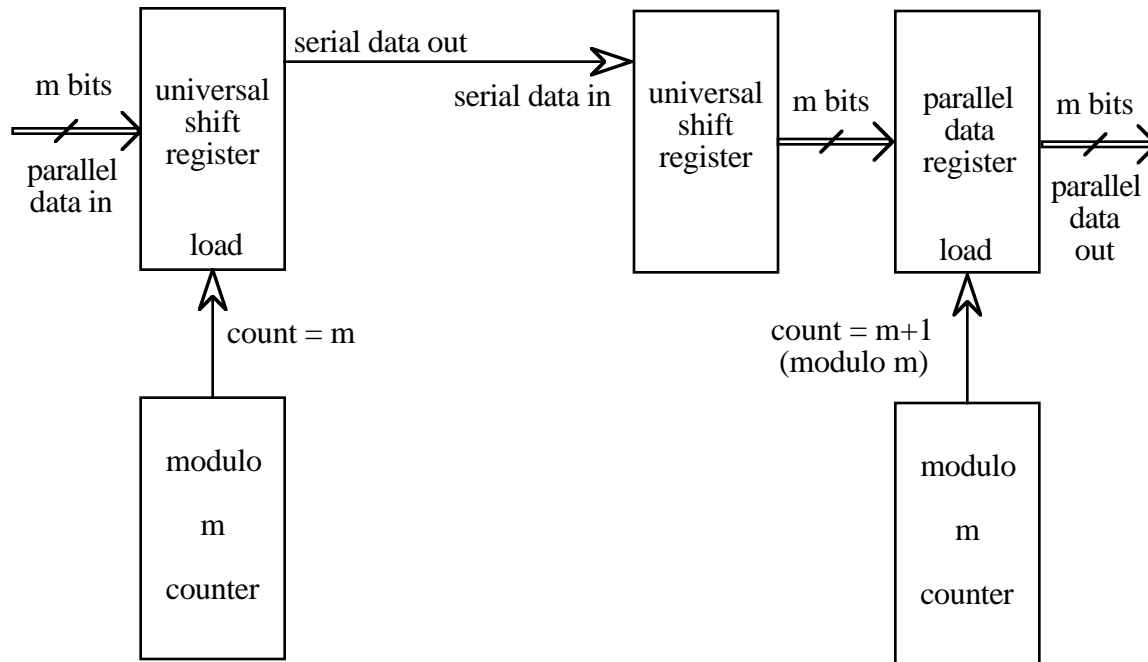 m bits
parallel
data in
universal
shift
register
load
serial data out
serial data in
universal
shift
register
m bits
parallel
data
register
load
m bits
parallel
data
out
count = m
count = m+1
(modulo m)
modulo
m
counter
modulo
m
counter